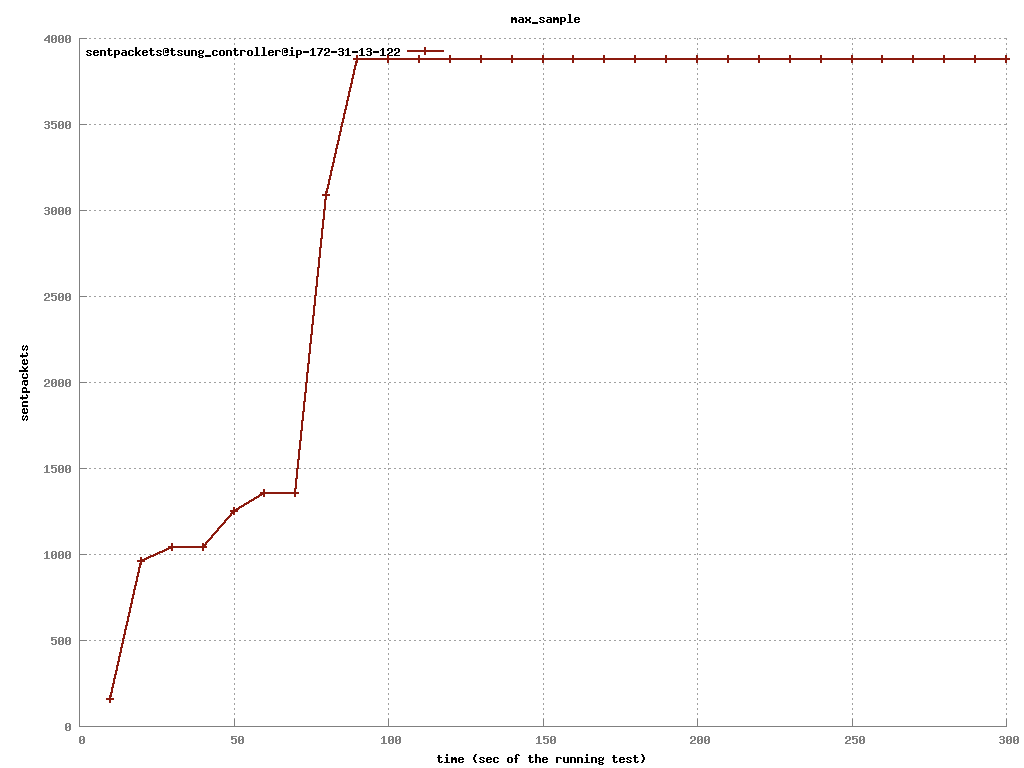 max_sample
4000
sentpackets@tsung_controller@ip-172-31-13-122
3500
3000
2500
2000
1500
1000
500
0
sentpackets
0 50 100 150 200 250 300
time (sec of the running test)